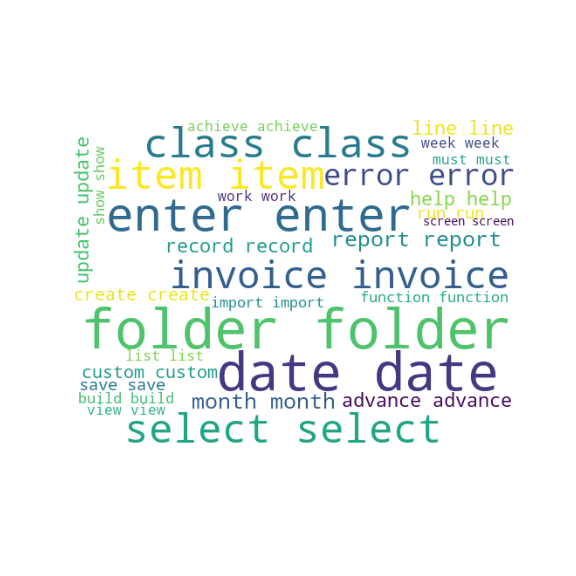 achieve achieve
line line
class class
week week
must must
item item
error error
update update
show show
work work
help help
enter enter
run run
screen screen
record record
report report
invoice invoice
create create
import import
function function
folder folder
list list
date date
custom custom
save save
build build
month month
advance advance
view view
select select